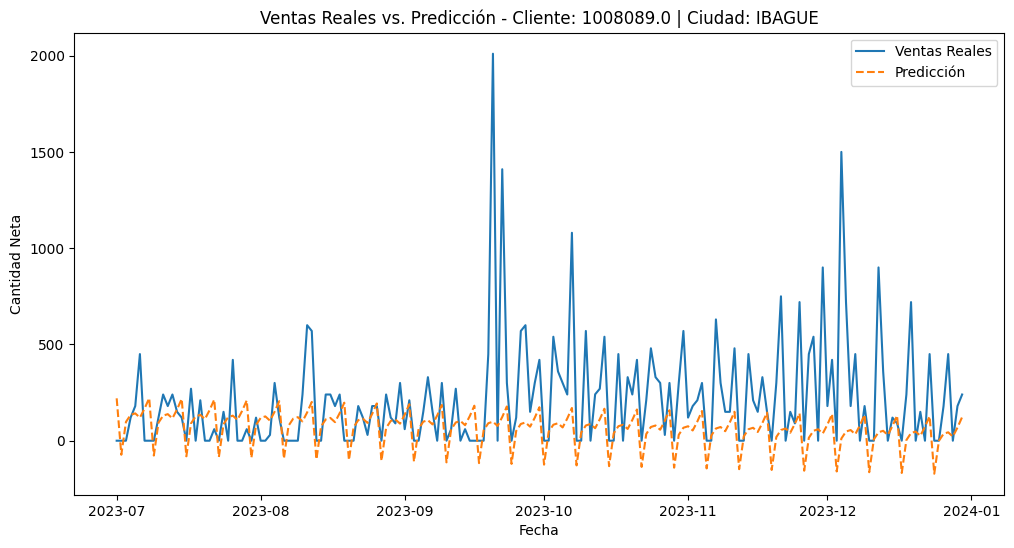 Ventas Reales vs. Predicción - Cliente: 1008089.0 | Ciudad: IBAGUE
Ventas Reales
Predicción
Cantidad Neta
2000
1500
1000
500
0
2023-07
2023-08
2023-09
2023-10
2023-11
2023-12
2024-01
Fecha